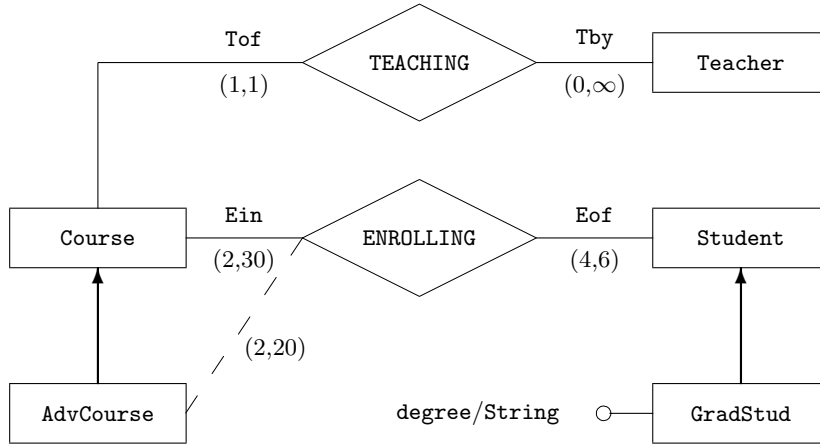 Tof
Tby
TEACHING
Teacher
(1,1)
(0,∞)
Ein
Eof
Course
ENROLLING
Student
(2,30)
(4,6)
(2,20)
AdvCourse
degree/String
GradStud